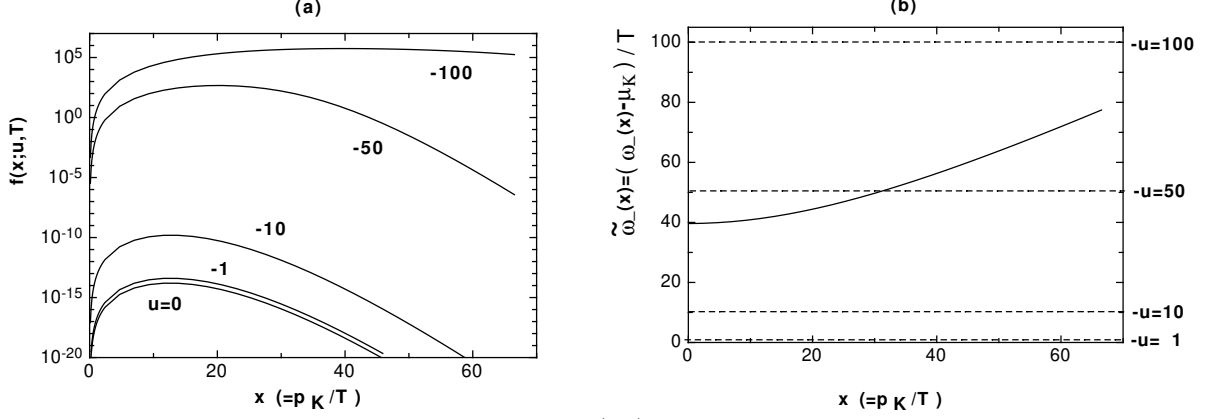 (a)
f(x;u,T)
10^5
10^0
10^-5
10^-10
10^-15
10^-20
-100
-50
-10
-1
u=0
0
20
40
60
x (=p_K/T )
(b)
ω̃_(x)=( ω_(x)-μ_K ) / T
100
80
60
40
20
0
-u=100
-u=50
-u=10
-u= 1
0
20
40
60
x (=p_K/T )